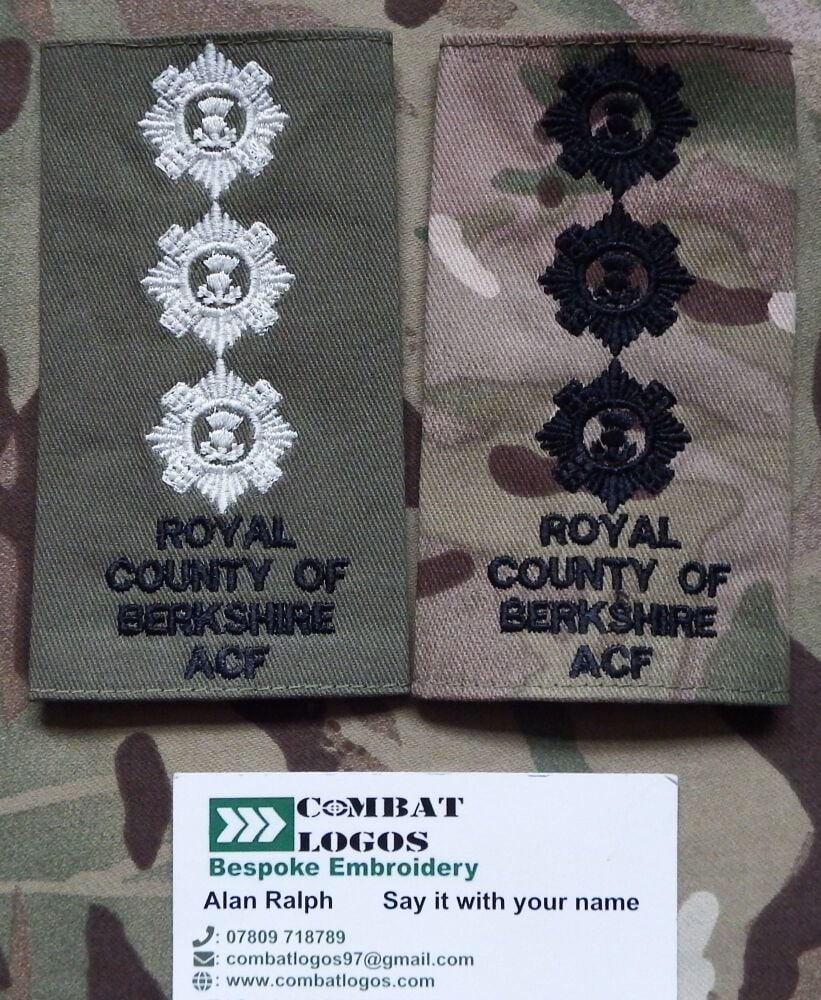 ROYAL
COUNTY OF
BERKSHIRE
ACF
ROYAL
COUNTY OF
BERKSHIRE
ACF
COMBAT
LOGOS
Bespoke Embroidery
Alan Ralph Say it with your name
: 07809 718789
: combatlogos97@gmail.com
: www.combatlogos.com